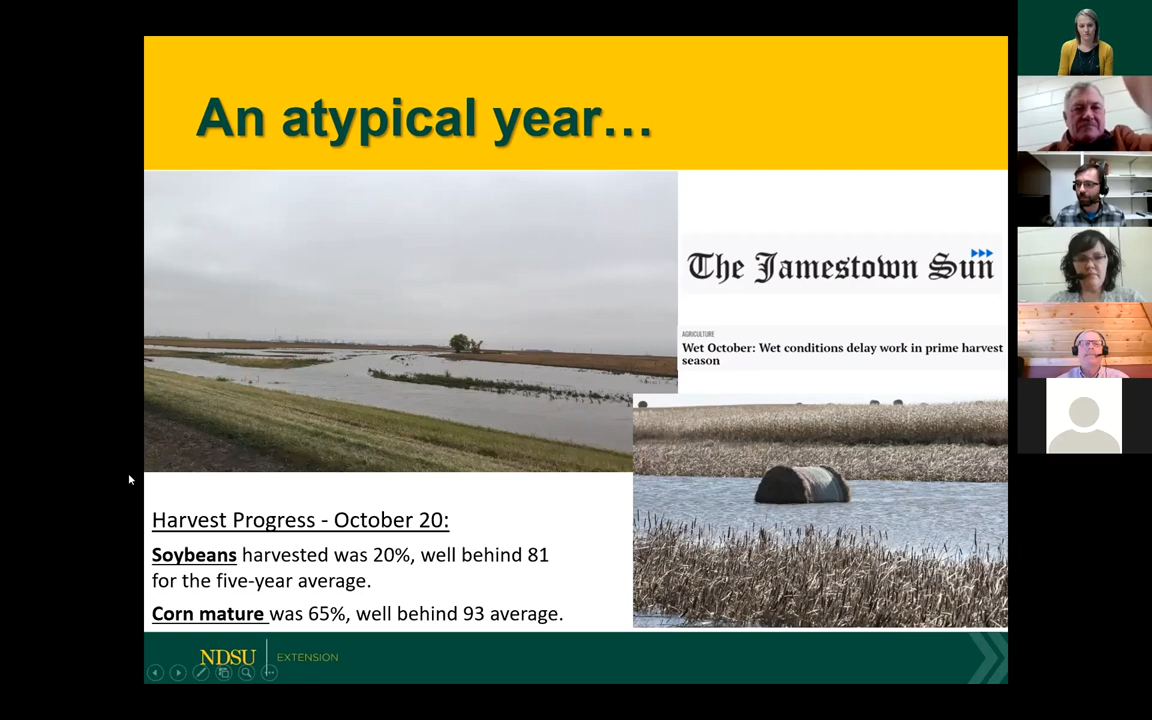 An atypical year…
The Jamestown Sun
AGRICULTURE
Wet October: Wet conditions delay work in prime harvest
season
Harvest Progress - October 20:
Soybeans harvested was 20%, well behind 81
for the five-year average.
Corn mature was 65%, well behind 93 average.
NDSU EXTENSION